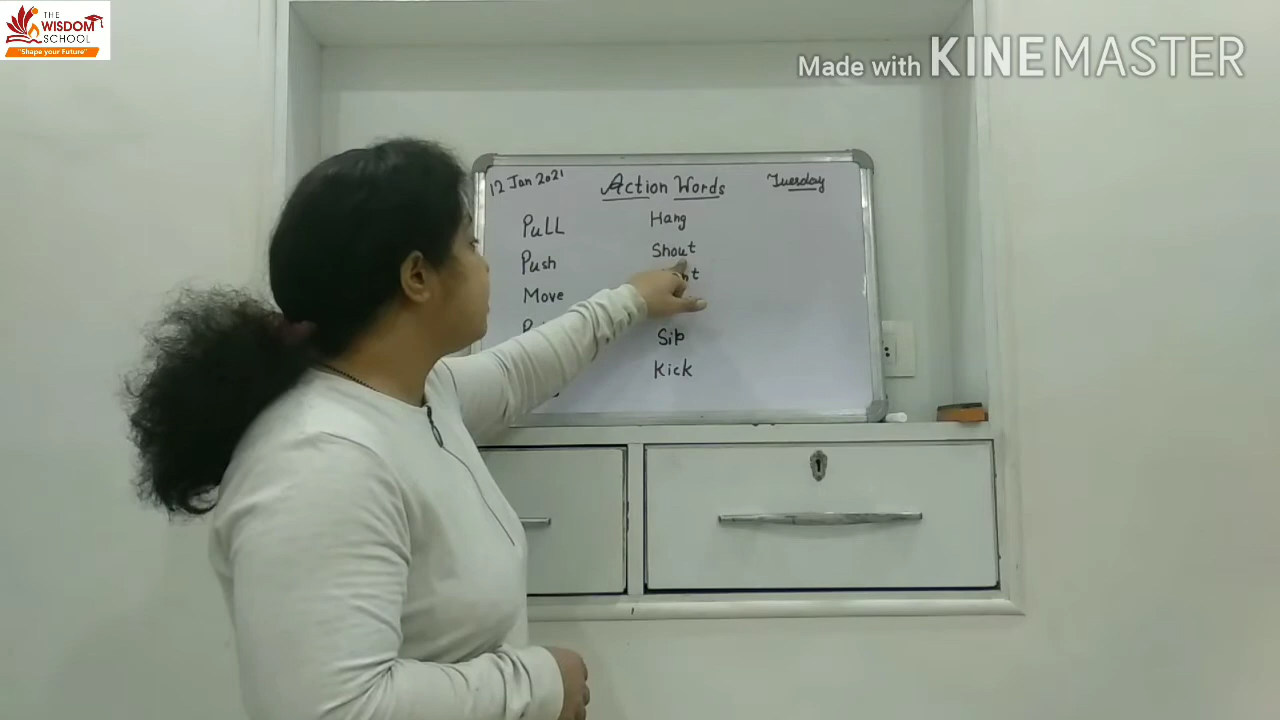 THE
WISDOM
SCHOOL
"Shape your Future"
Made with KINEMASTER
12 Jan 2021 Action Words Tuesday
PuLL Hang
Push Shout
Move
Sip
Kick